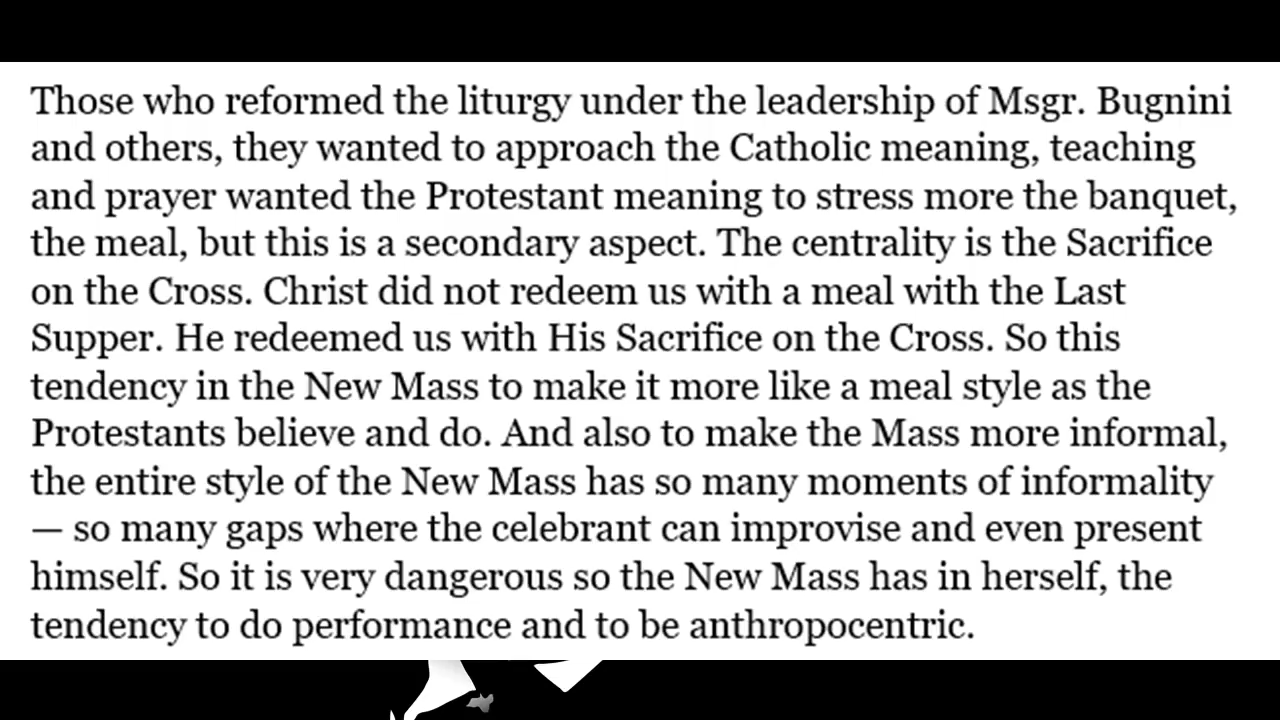 Those who reformed the liturgy under the leadership of Msgr. Bugnini
and others, they wanted to approach the Catholic meaning, teaching
and prayer wanted the Protestant meaning to stress more the banquet,
the meal, but this is a secondary aspect. The centrality is the Sacrifice
on the Cross. Christ did not redeem us with a meal with the Last
Supper. He redeemed us with His Sacrifice on the Cross. So this
tendency in the New Mass to make it more like a meal style as the
Protestants believe and do. And also to make the Mass more informal,
the entire style of the New Mass has so many moments of informality
— so many gaps where the celebrant can improvise and even present
himself. So it is very dangerous so the New Mass has in herself, the
tendency to do performance and to be anthropocentric.